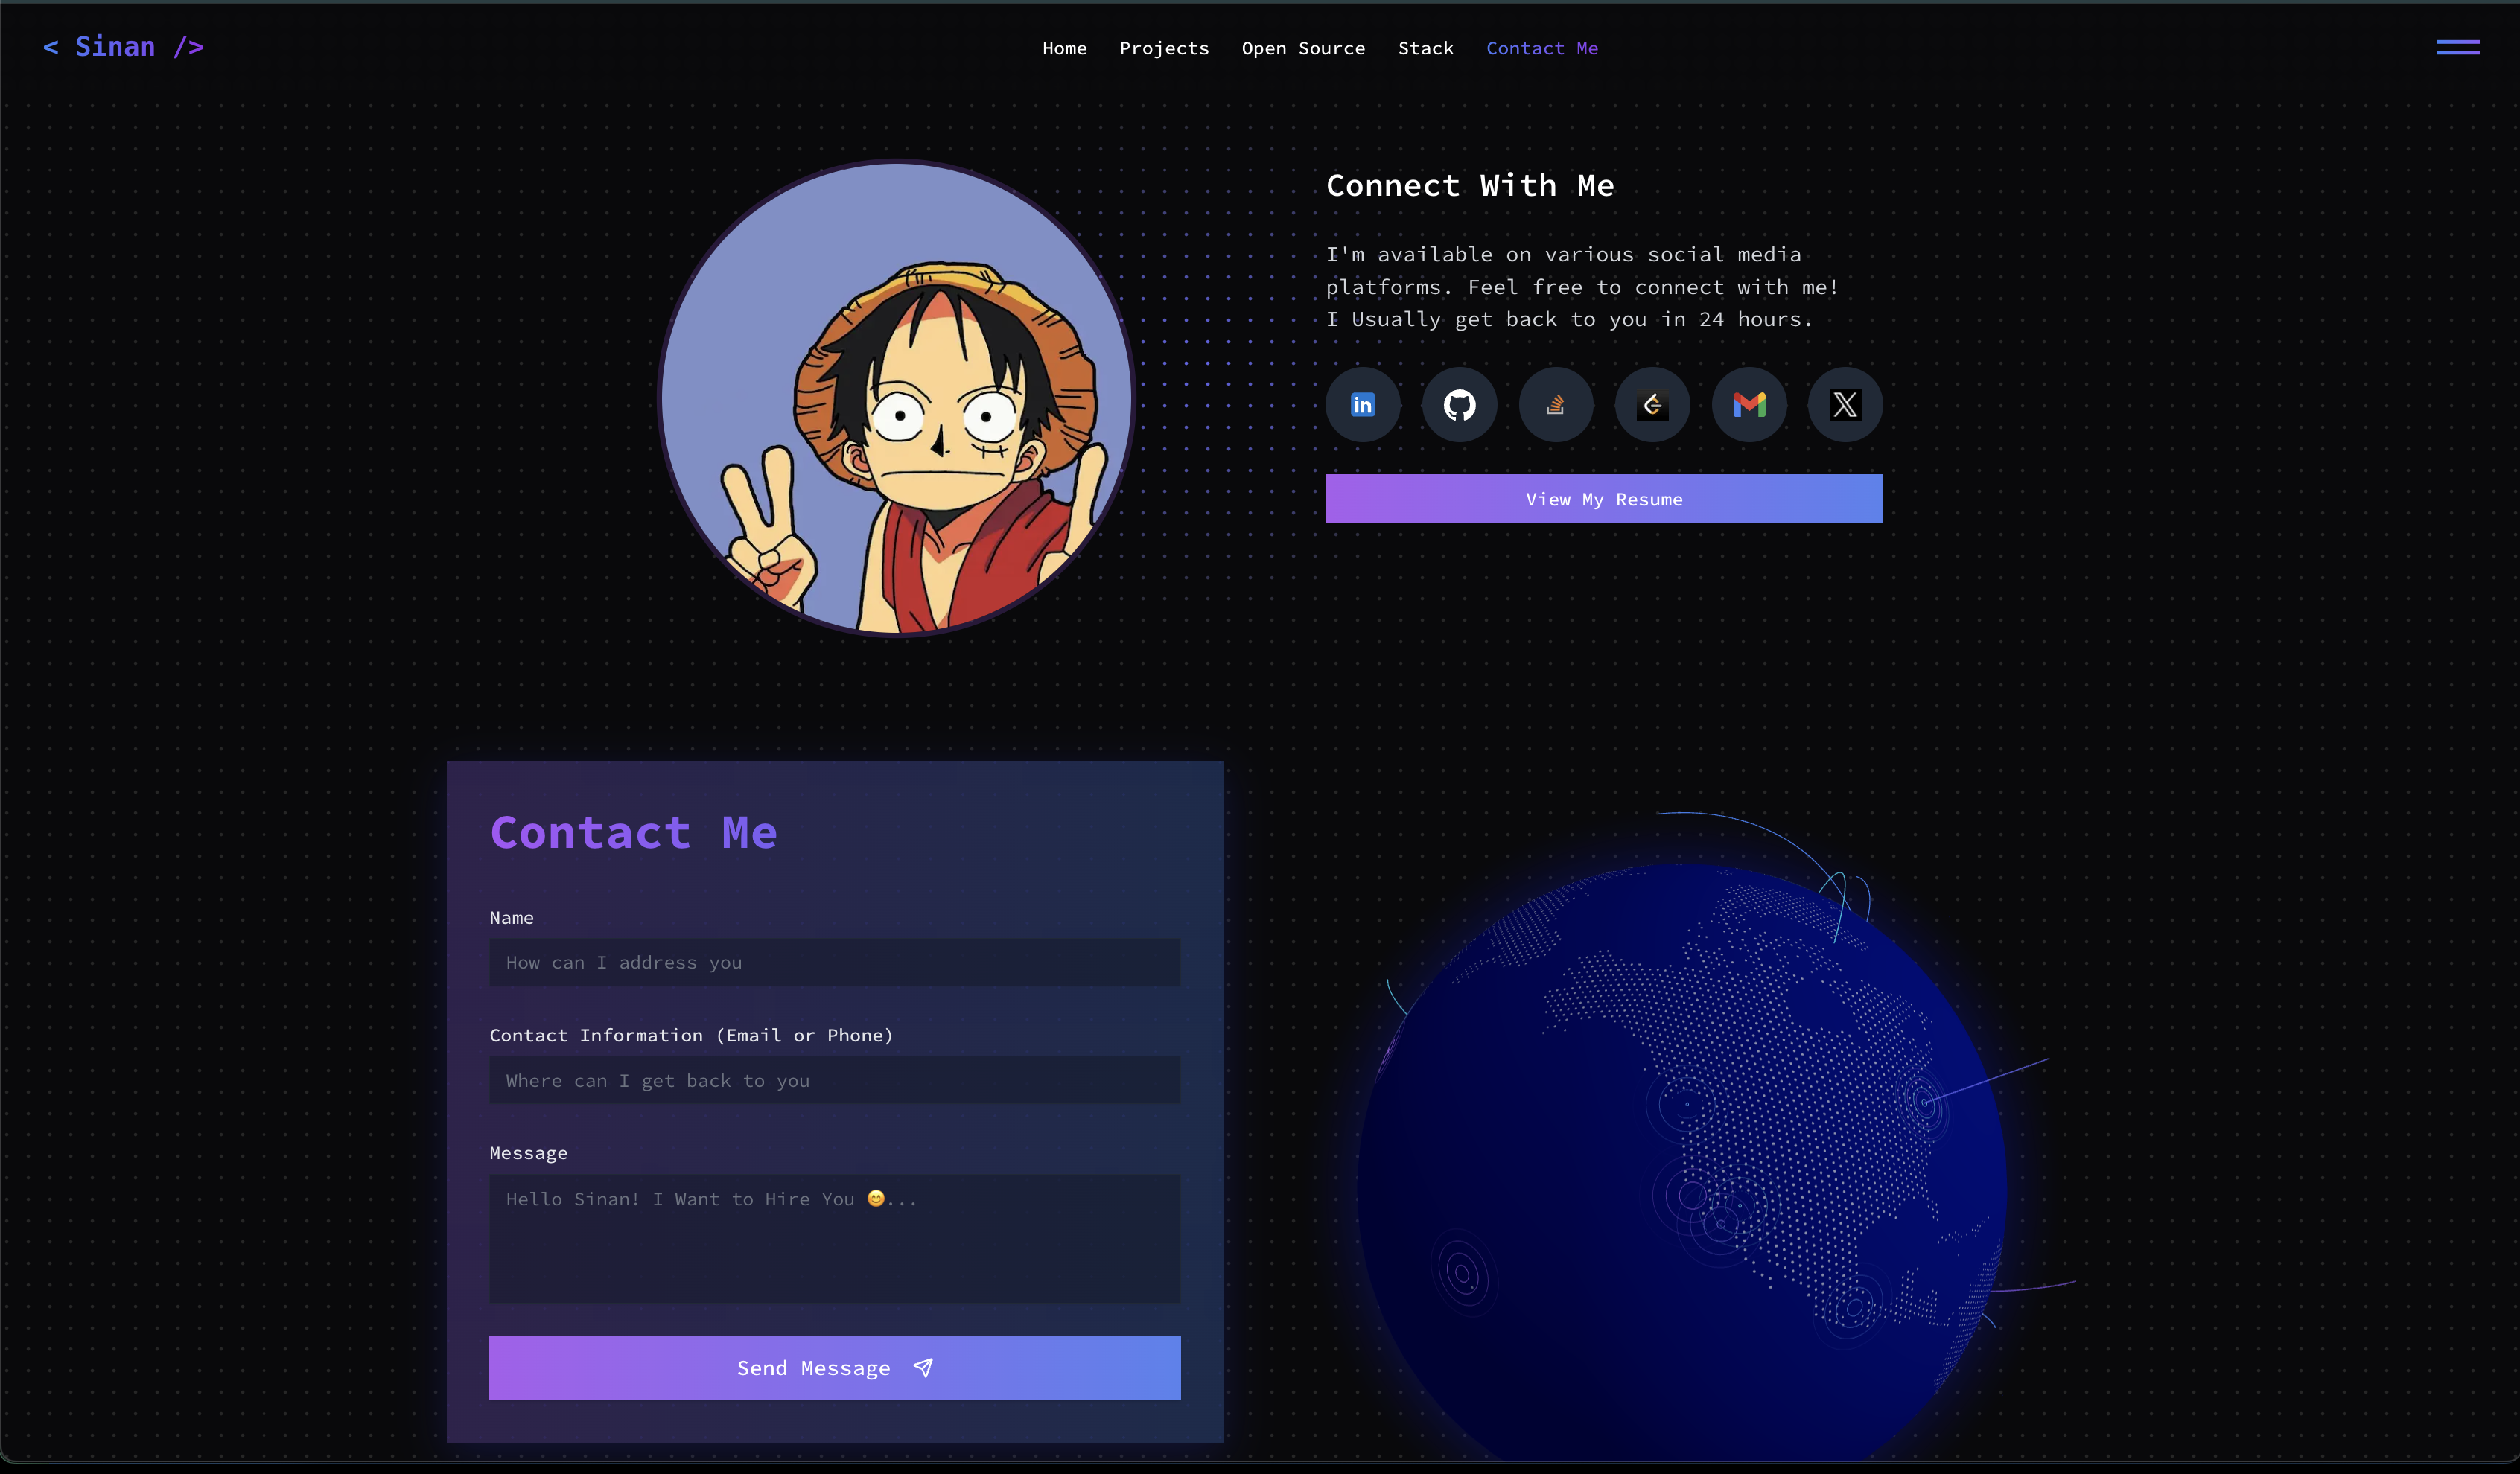 < Sinan />
Home Projects Open Source Stack Contact Me
Connect With Me
I'm available on various social media
platforms. Feel free to connect with me!
I Usually get back to you in 24 hours.
in
View My Resume
Contact Me
Name
How can I address you
Contact Information (Email or Phone)
Where can I get back to you
Message
Hello Sinan! I Want to Hire You 😊...
Send Message